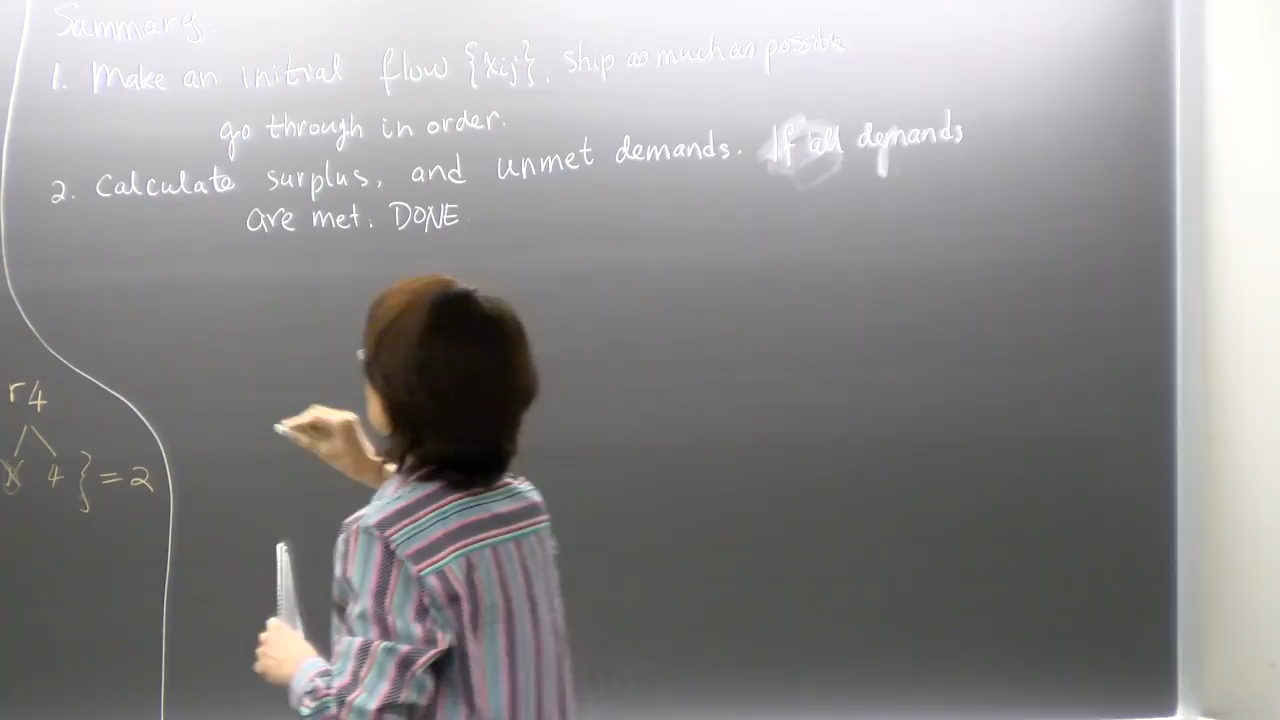 Summary.
1. Make an initial flow {xij}. ship as much as possible.
go through in order.
2. Calculate surplus, and unmet demands. If all demands
are met. DONE.
r4
4 } = 2